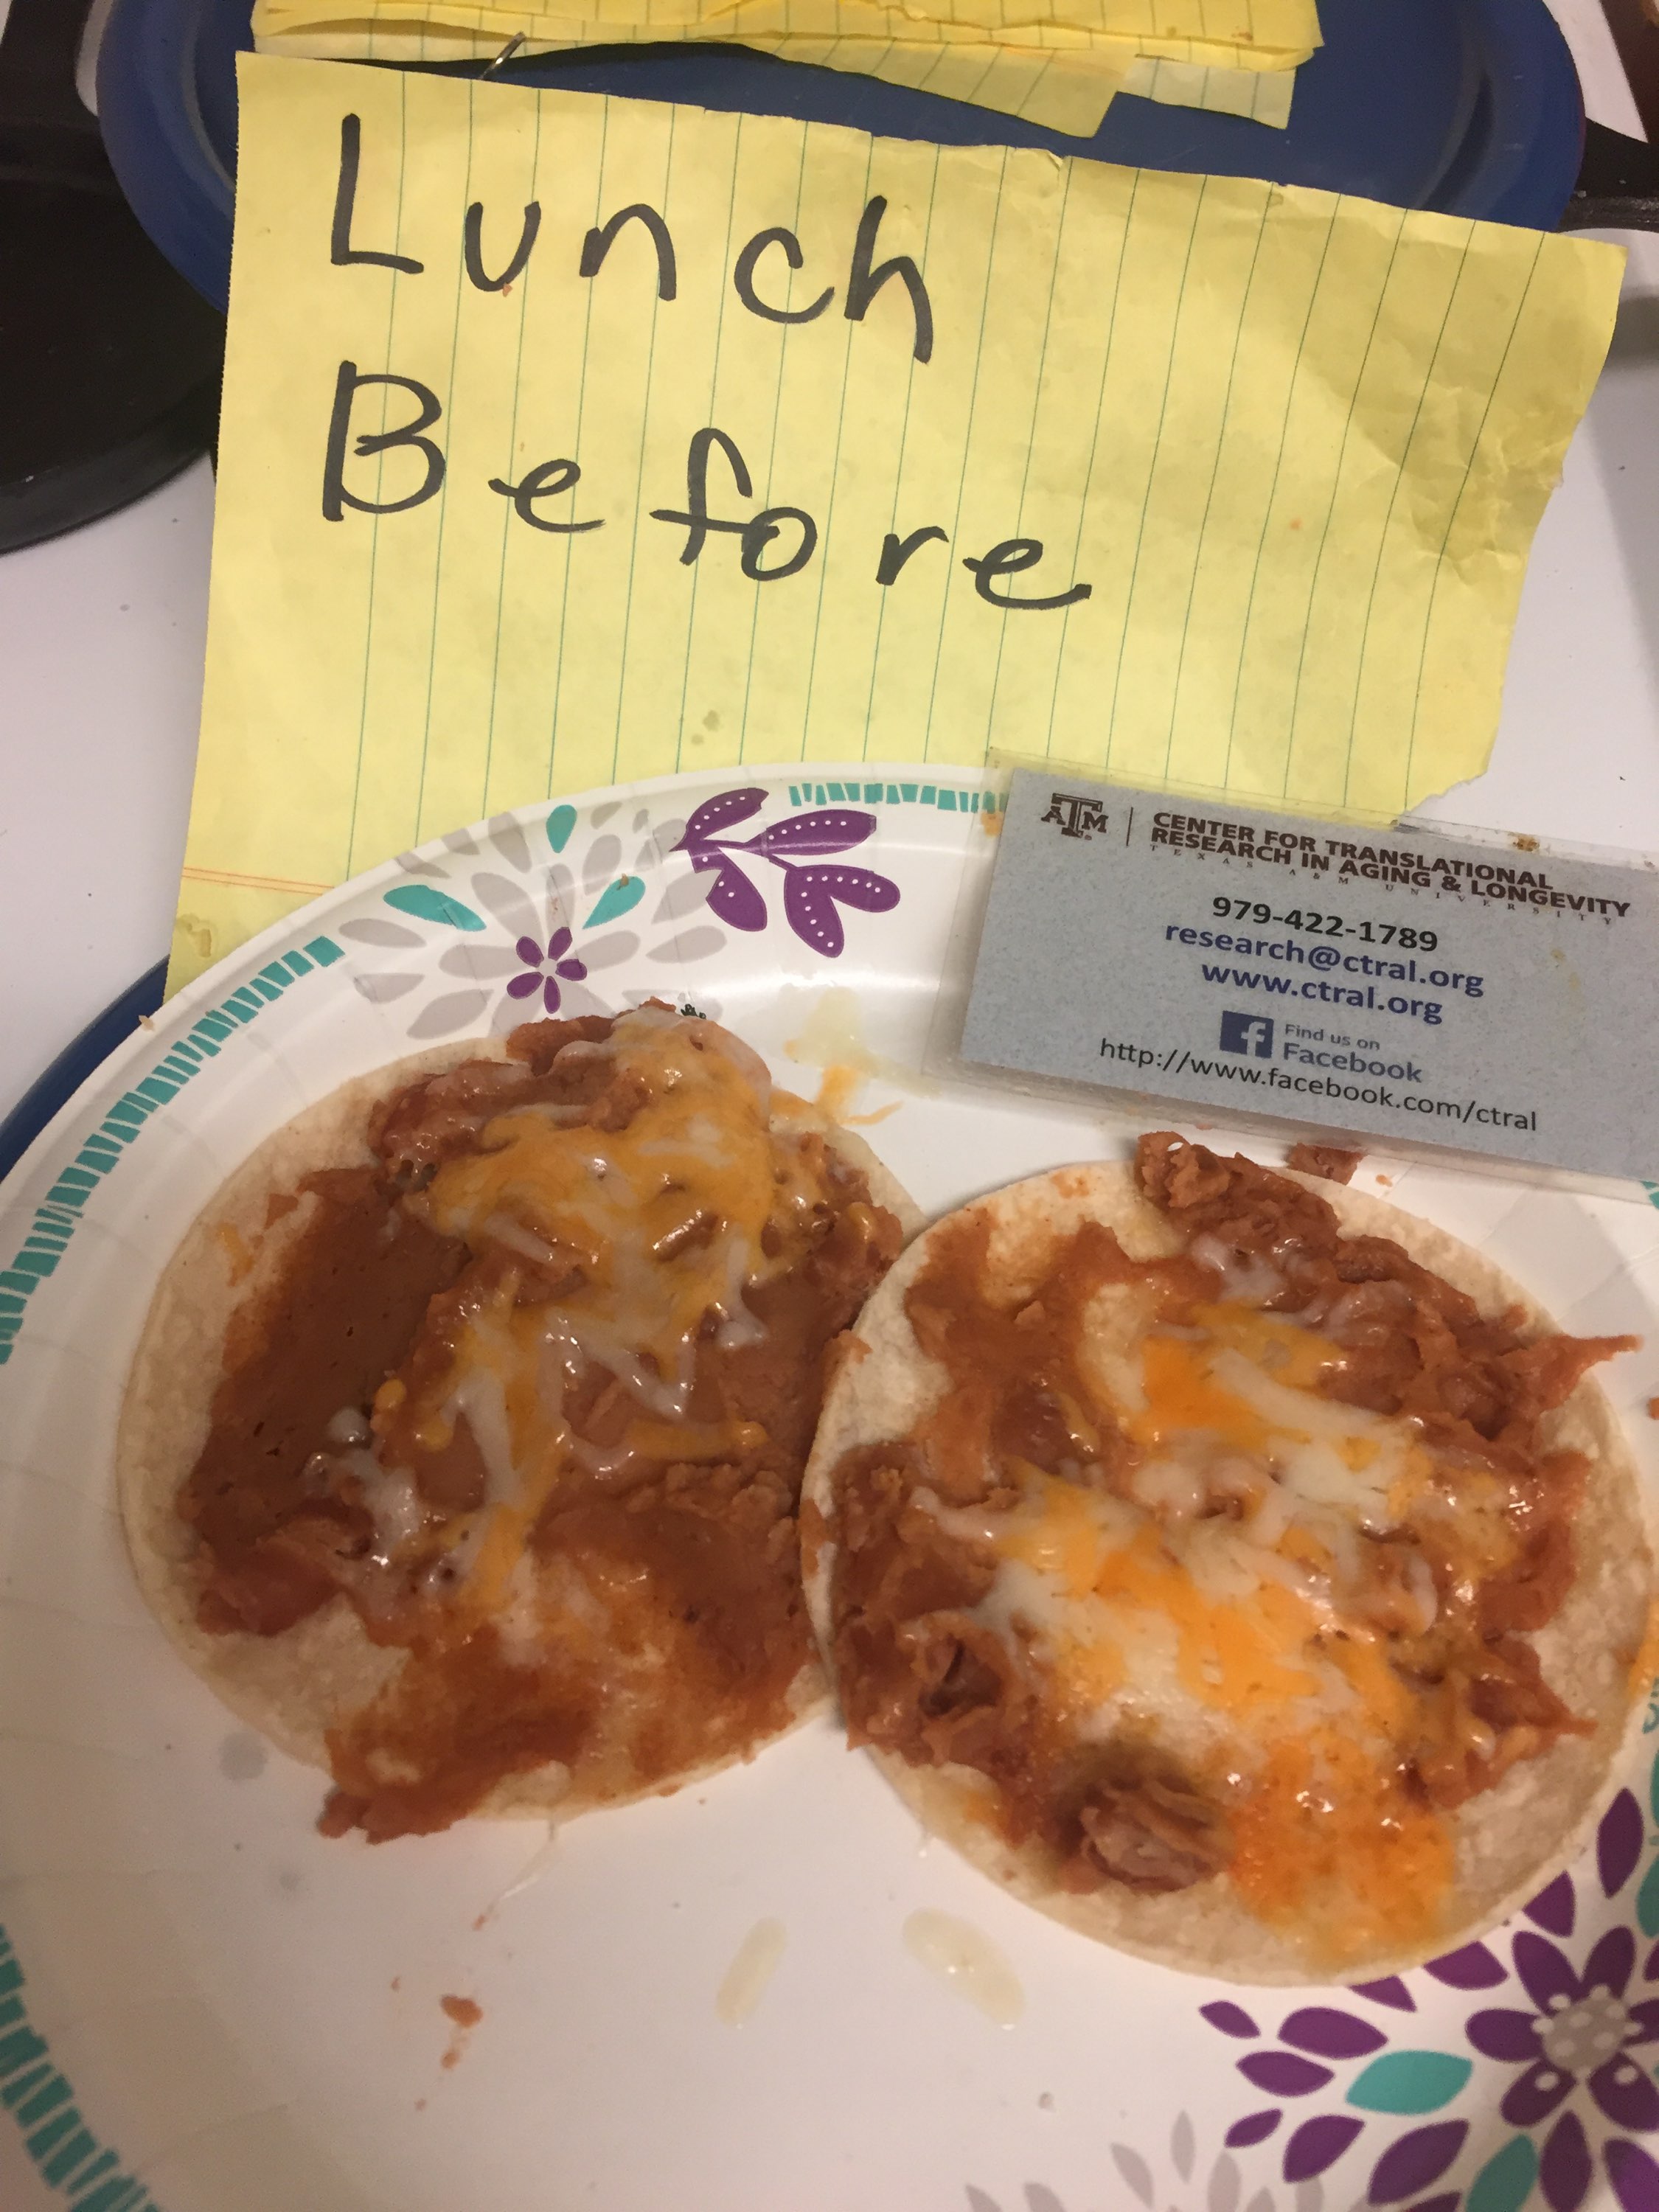 Lunch
Before
ATM
CENTER FOR TRANSLATIONAL
RESEARCH IN AGING & LONGEVITY
TEXAS A&M UNIVERSITY
979-422-1789
research@ctral.org
www.ctral.org
f Find us on
Facebook
http://www.facebook.com/ctral